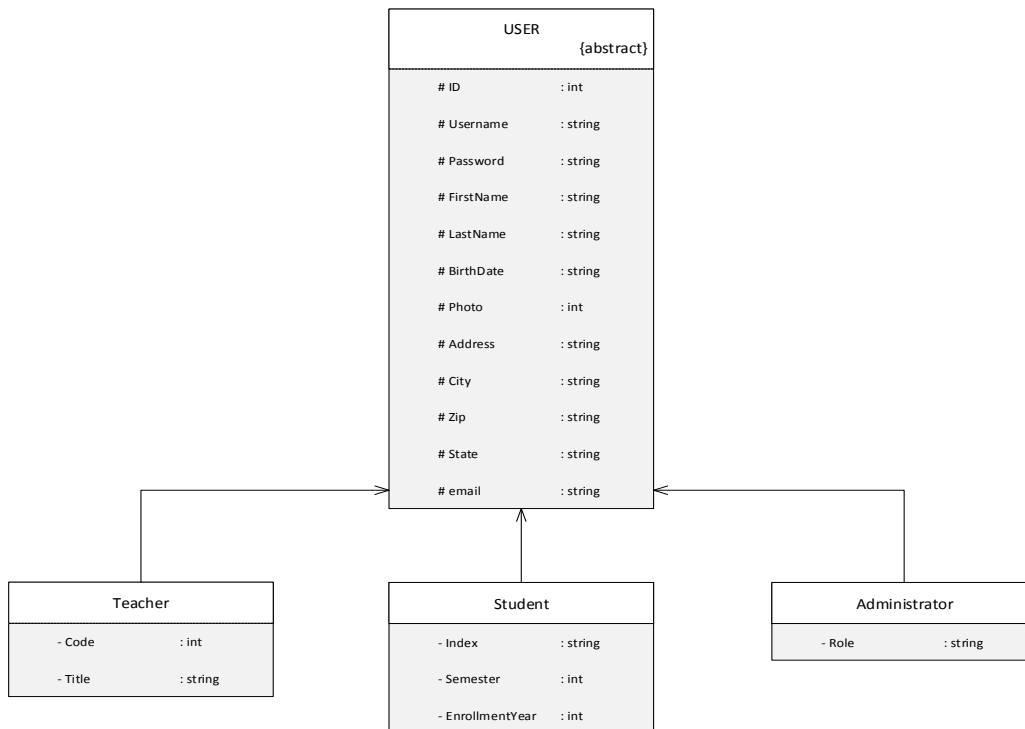 USER
{abstract}
# ID : int
# Username : string
# Password : string
# FirstName : string
# LastName : string
# BirthDate : string
# Photo : int
# Address : string
# City : string
# Zip : string
# State : string
# email : string
Teacher
- Code : int
- Title : string
Student
- Index : string
- Semester : int
- EnrollmentYear : int
Administrator
- Role : string